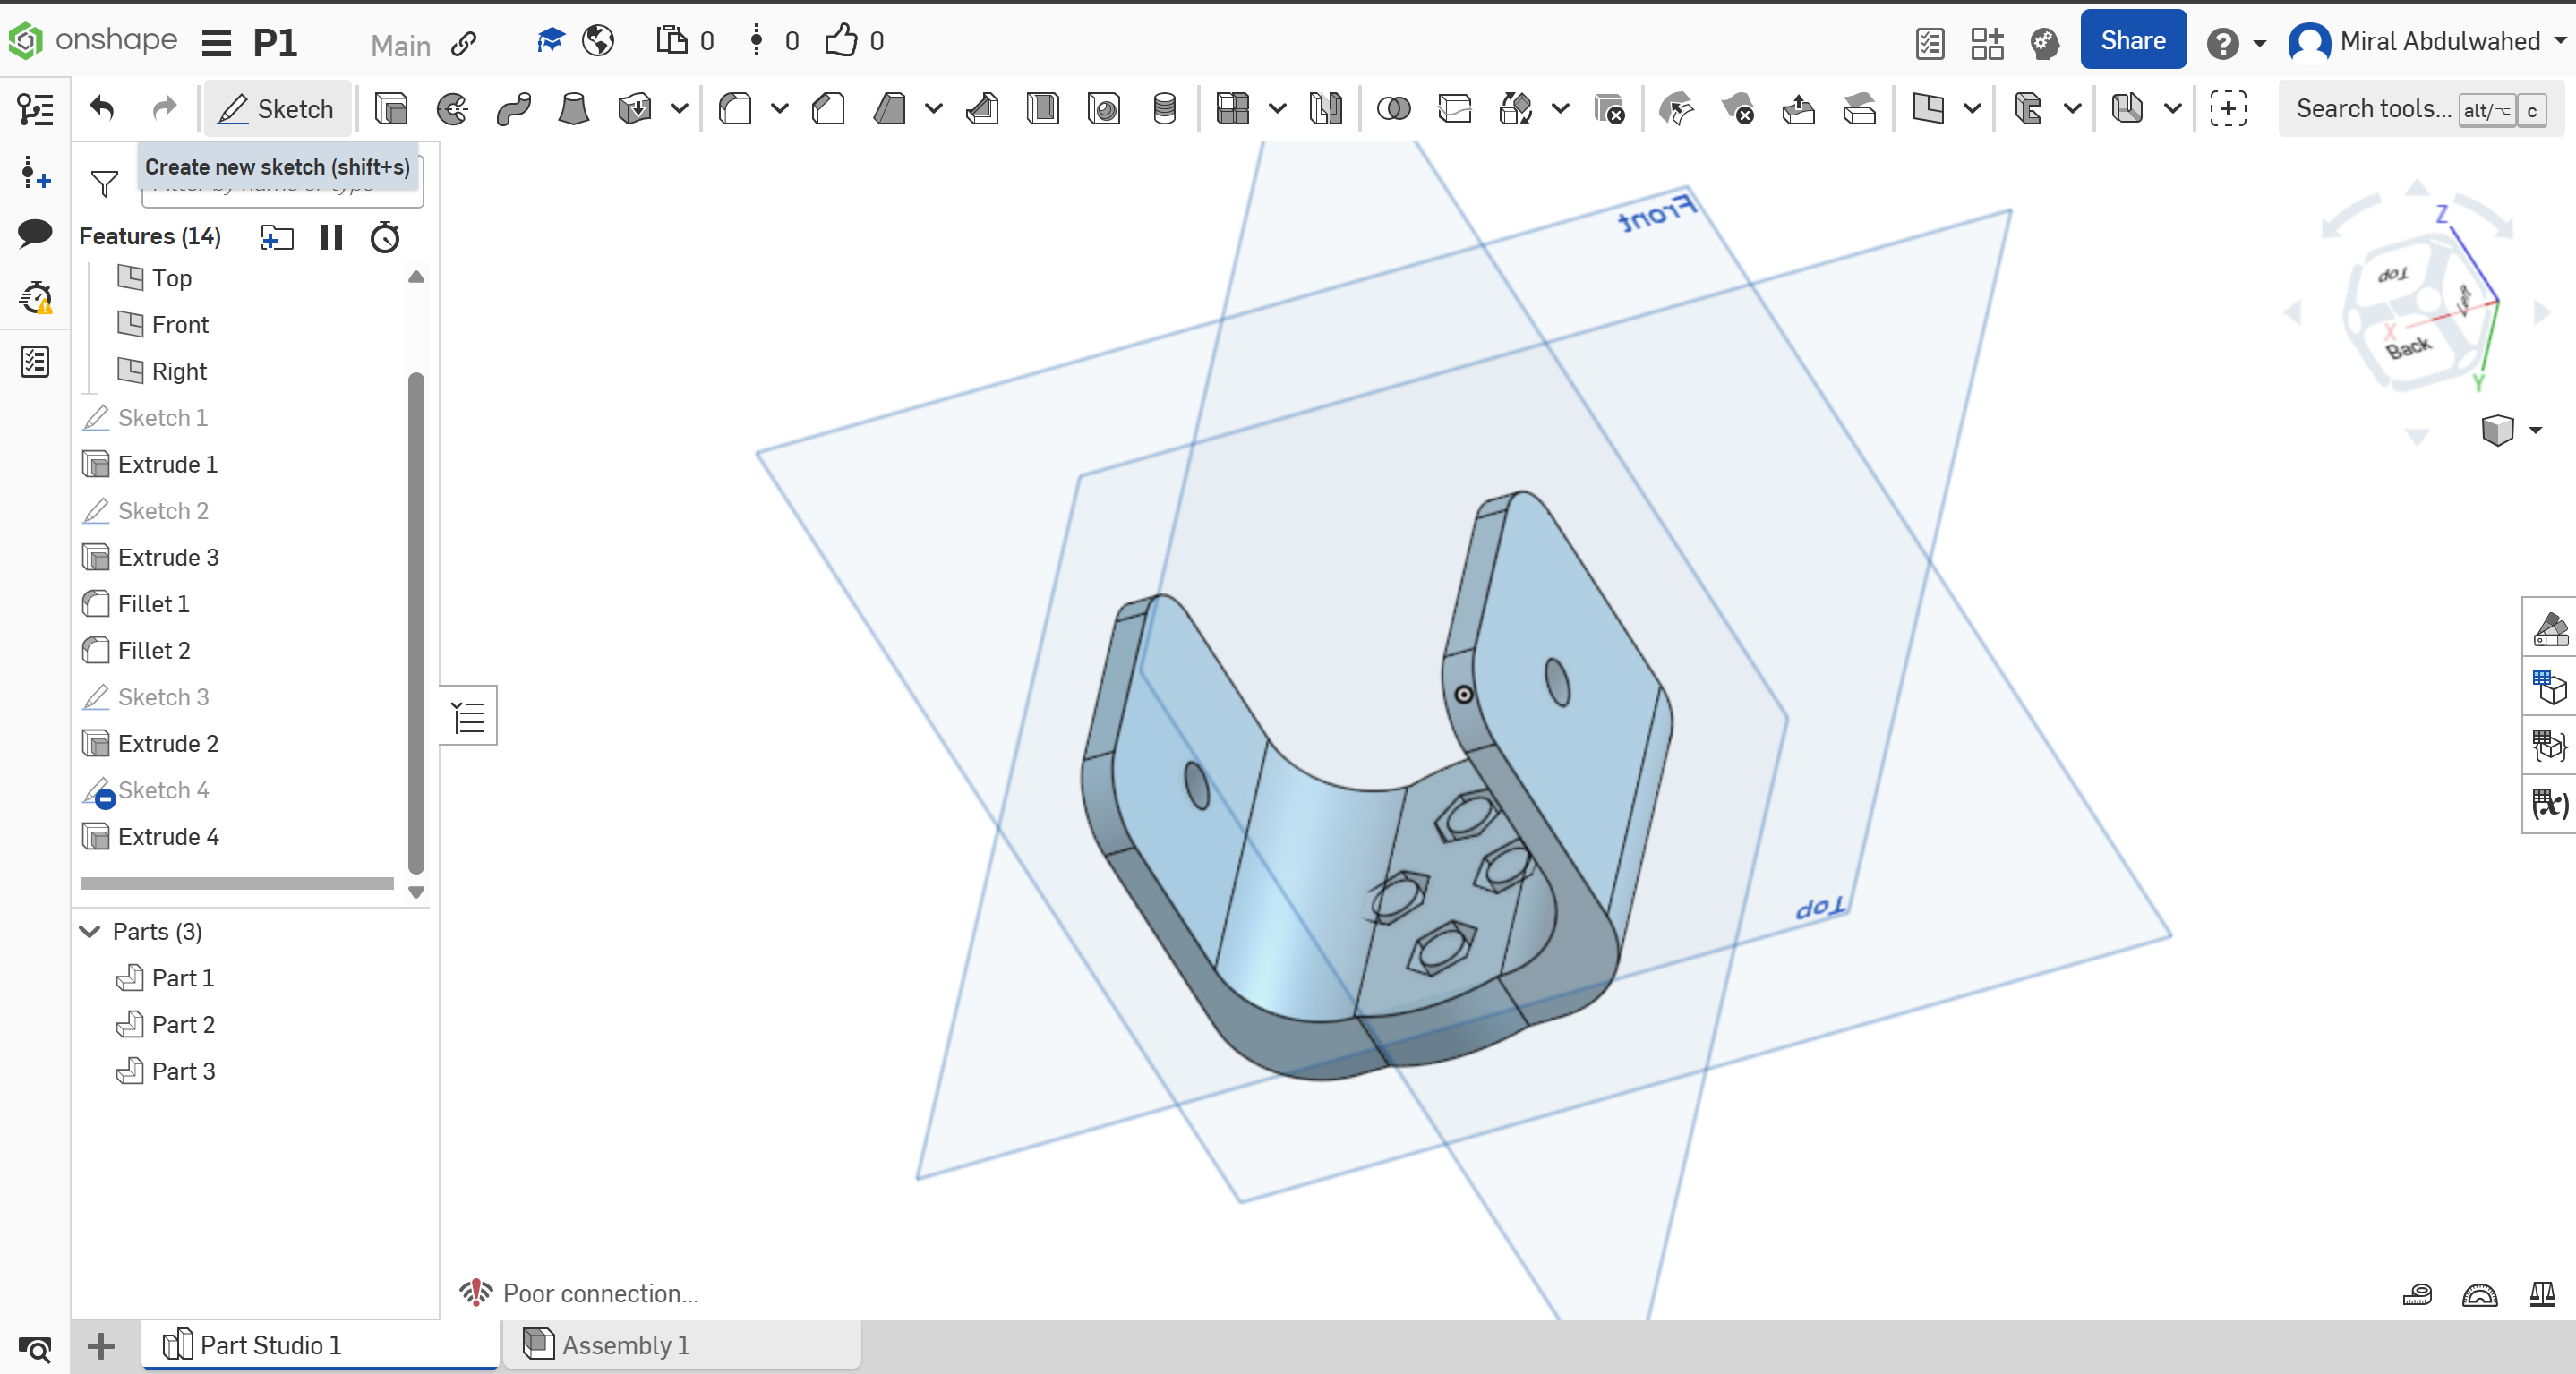 onshape P1 Main 0 0 0 Share Miral Abdulwahed
Sketch Search tools... alt/⌥ c
Create new sketch (shift+s)
Features (14)
Top
Front
Right
Sketch 1
Extrude 1
Sketch 2
Extrude 3
Fillet 1
Fillet 2
Sketch 3
Extrude 2
Sketch 4
Extrude 4
Parts (3)
Part 1
Part 2
Part 3
Front
Top
Z
Top
Left
X
Back
Y
(x)
Poor connection...
Part Studio 1
Assembly 1